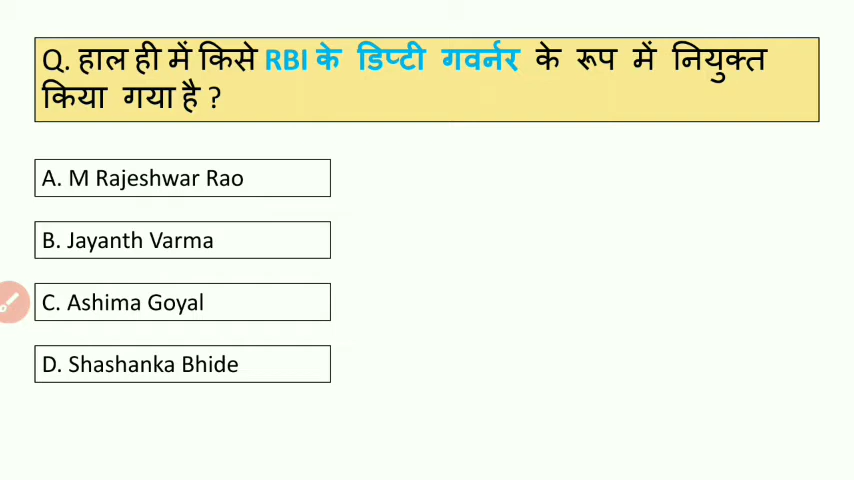 Q. हाल ही में किसे RBI के डिप्टी गवर्नर के रूप में नियुक्त
किया गया है ?
A. M Rajeshwar Rao
B. Jayanth Varma
C. Ashima Goyal
D. Shashanka Bhide